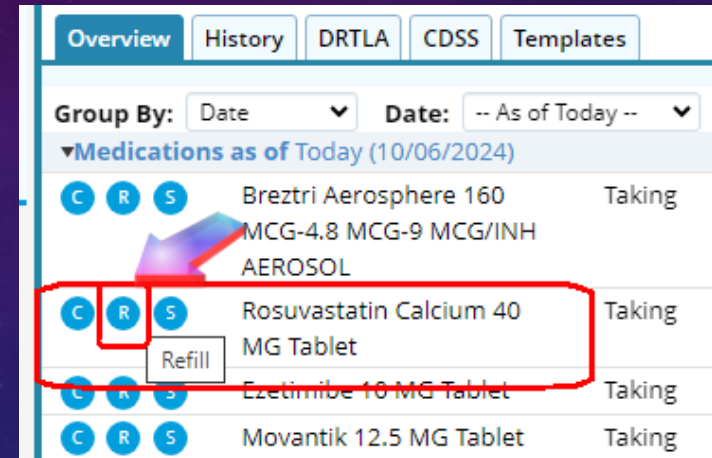 Overview History DRTLA CDSS Templates
Group By: Date Date: -- As of Today --
▾Medications as of Today (10/06/2024)
C R S Breztri Aerosphere 160 Taking
MCG-4.8 MCG-9 MCG/INH
AEROSOL
C R S Rosuvastatin Calcium 40 Taking
MG Tablet
Refill
C R S Ezetimibe 10 MG Tablet Taking
C R S Movantik 12.5 MG Tablet Taking